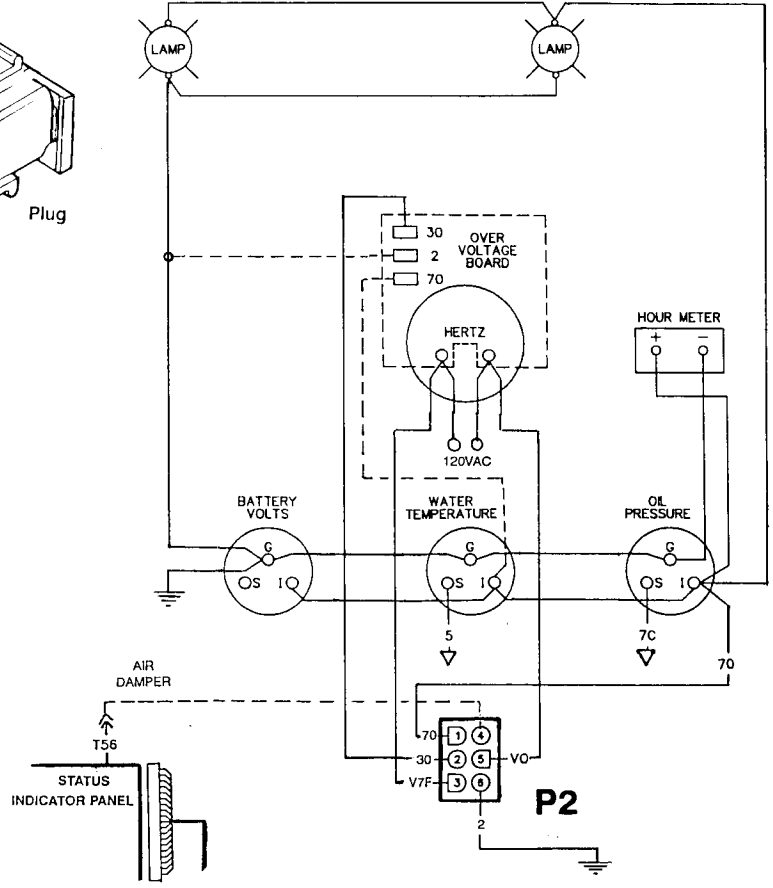 LAMP
LAMP
Plug
30
2
70
OVER
VOLTAGE
BOARD
HERTZ
HOUR METER
+ −
120VAC
BATTERY
VOLTS
WATER
TEMPERATURE
OIL
PRESSURE
G
S I
G
S I
G
S I
5
7C
70
AIR
DAMPER
T56
STATUS
INDICATOR PANEL
70 1 4
30 2 5 VO
V7F 3 6
P2
2